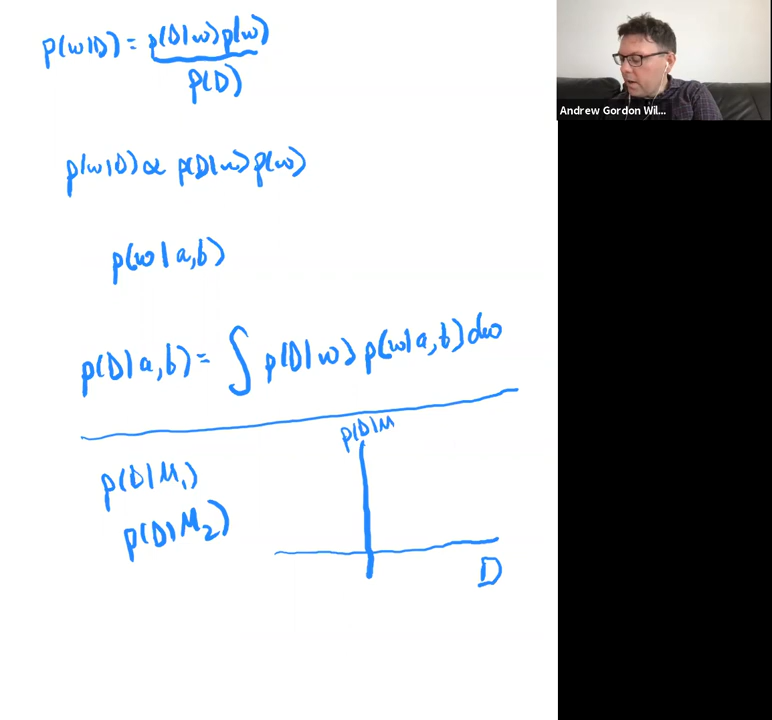 p(w|D) = p(D|w) p(w) / p(D)
p(w|D) ∝ p(D|w) p(w)
p(w|a,b)
p(D|a,b) = ∫ p(D|w) p(w|a,b) dw
p(D|M₁)
p(D|M₂)
p(D|M
D
Andrew Gordon Wil...